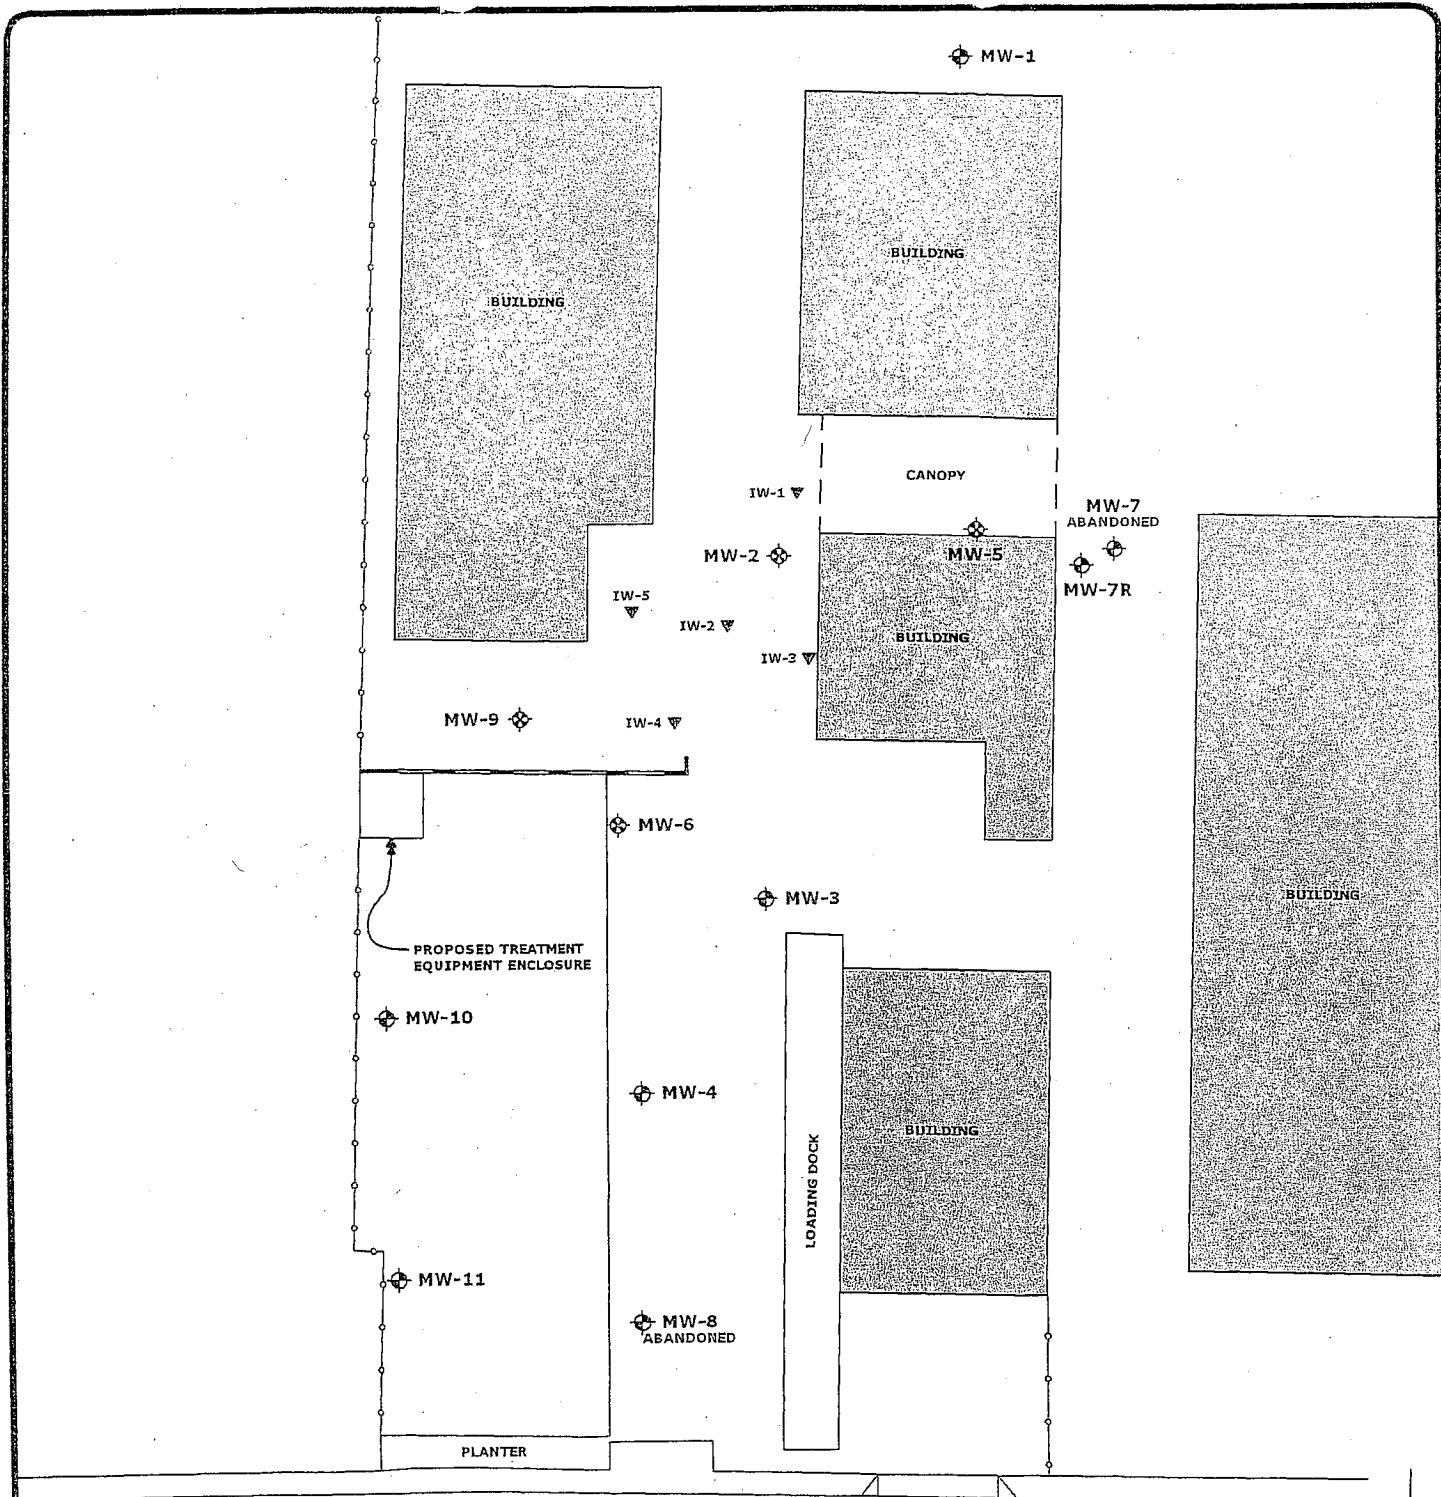 MW-1
BUILDING
BUILDING
CANOPY
IW-1
MW-7
ABANDONED
MW-2
MW-5
MW-7R
IW-5
IW-2
BUILDING
IW-3
MW-9
IW-4
MW-6
BUILDING
MW-3
PROPOSED TREATMENT
EQUIPMENT ENCLOSURE
MW-10
MW-4
BUILDING
LOADING DOCK
MW-11
MW-8
ABANDONED
PLANTER